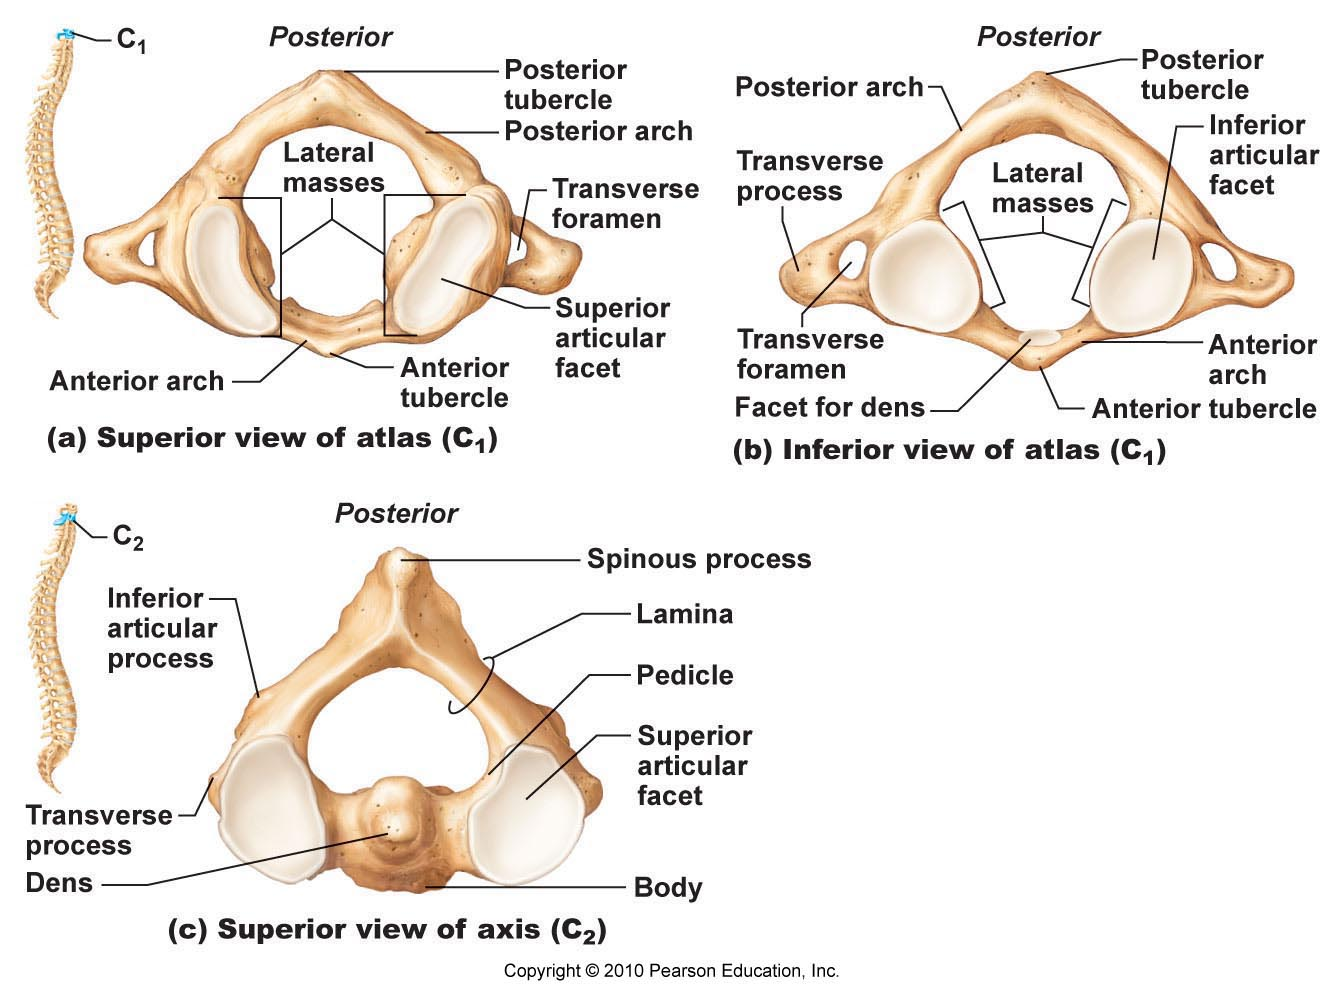 C1
Posterior
Posterior
tubercle
Posterior arch
Lateral
masses
Transverse
foramen
Superior
articular
facet
Anterior arch
Anterior
tubercle
(a) Superior view of atlas (C1)
Posterior
Posterior arch
Posterior
tubercle
Inferior
articular
facet
Transverse
process
Lateral
masses
Transverse
foramen
Facet for dens
Anterior
arch
Anterior tubercle
(b) Inferior view of atlas (C1)
C2
Posterior
Spinous process
Inferior
articular
process
Lamina
Pedicle
Superior
articular
facet
Transverse
process
Dens
Body
(c) Superior view of axis (C2)
Copyright © 2010 Pearson Education, Inc.